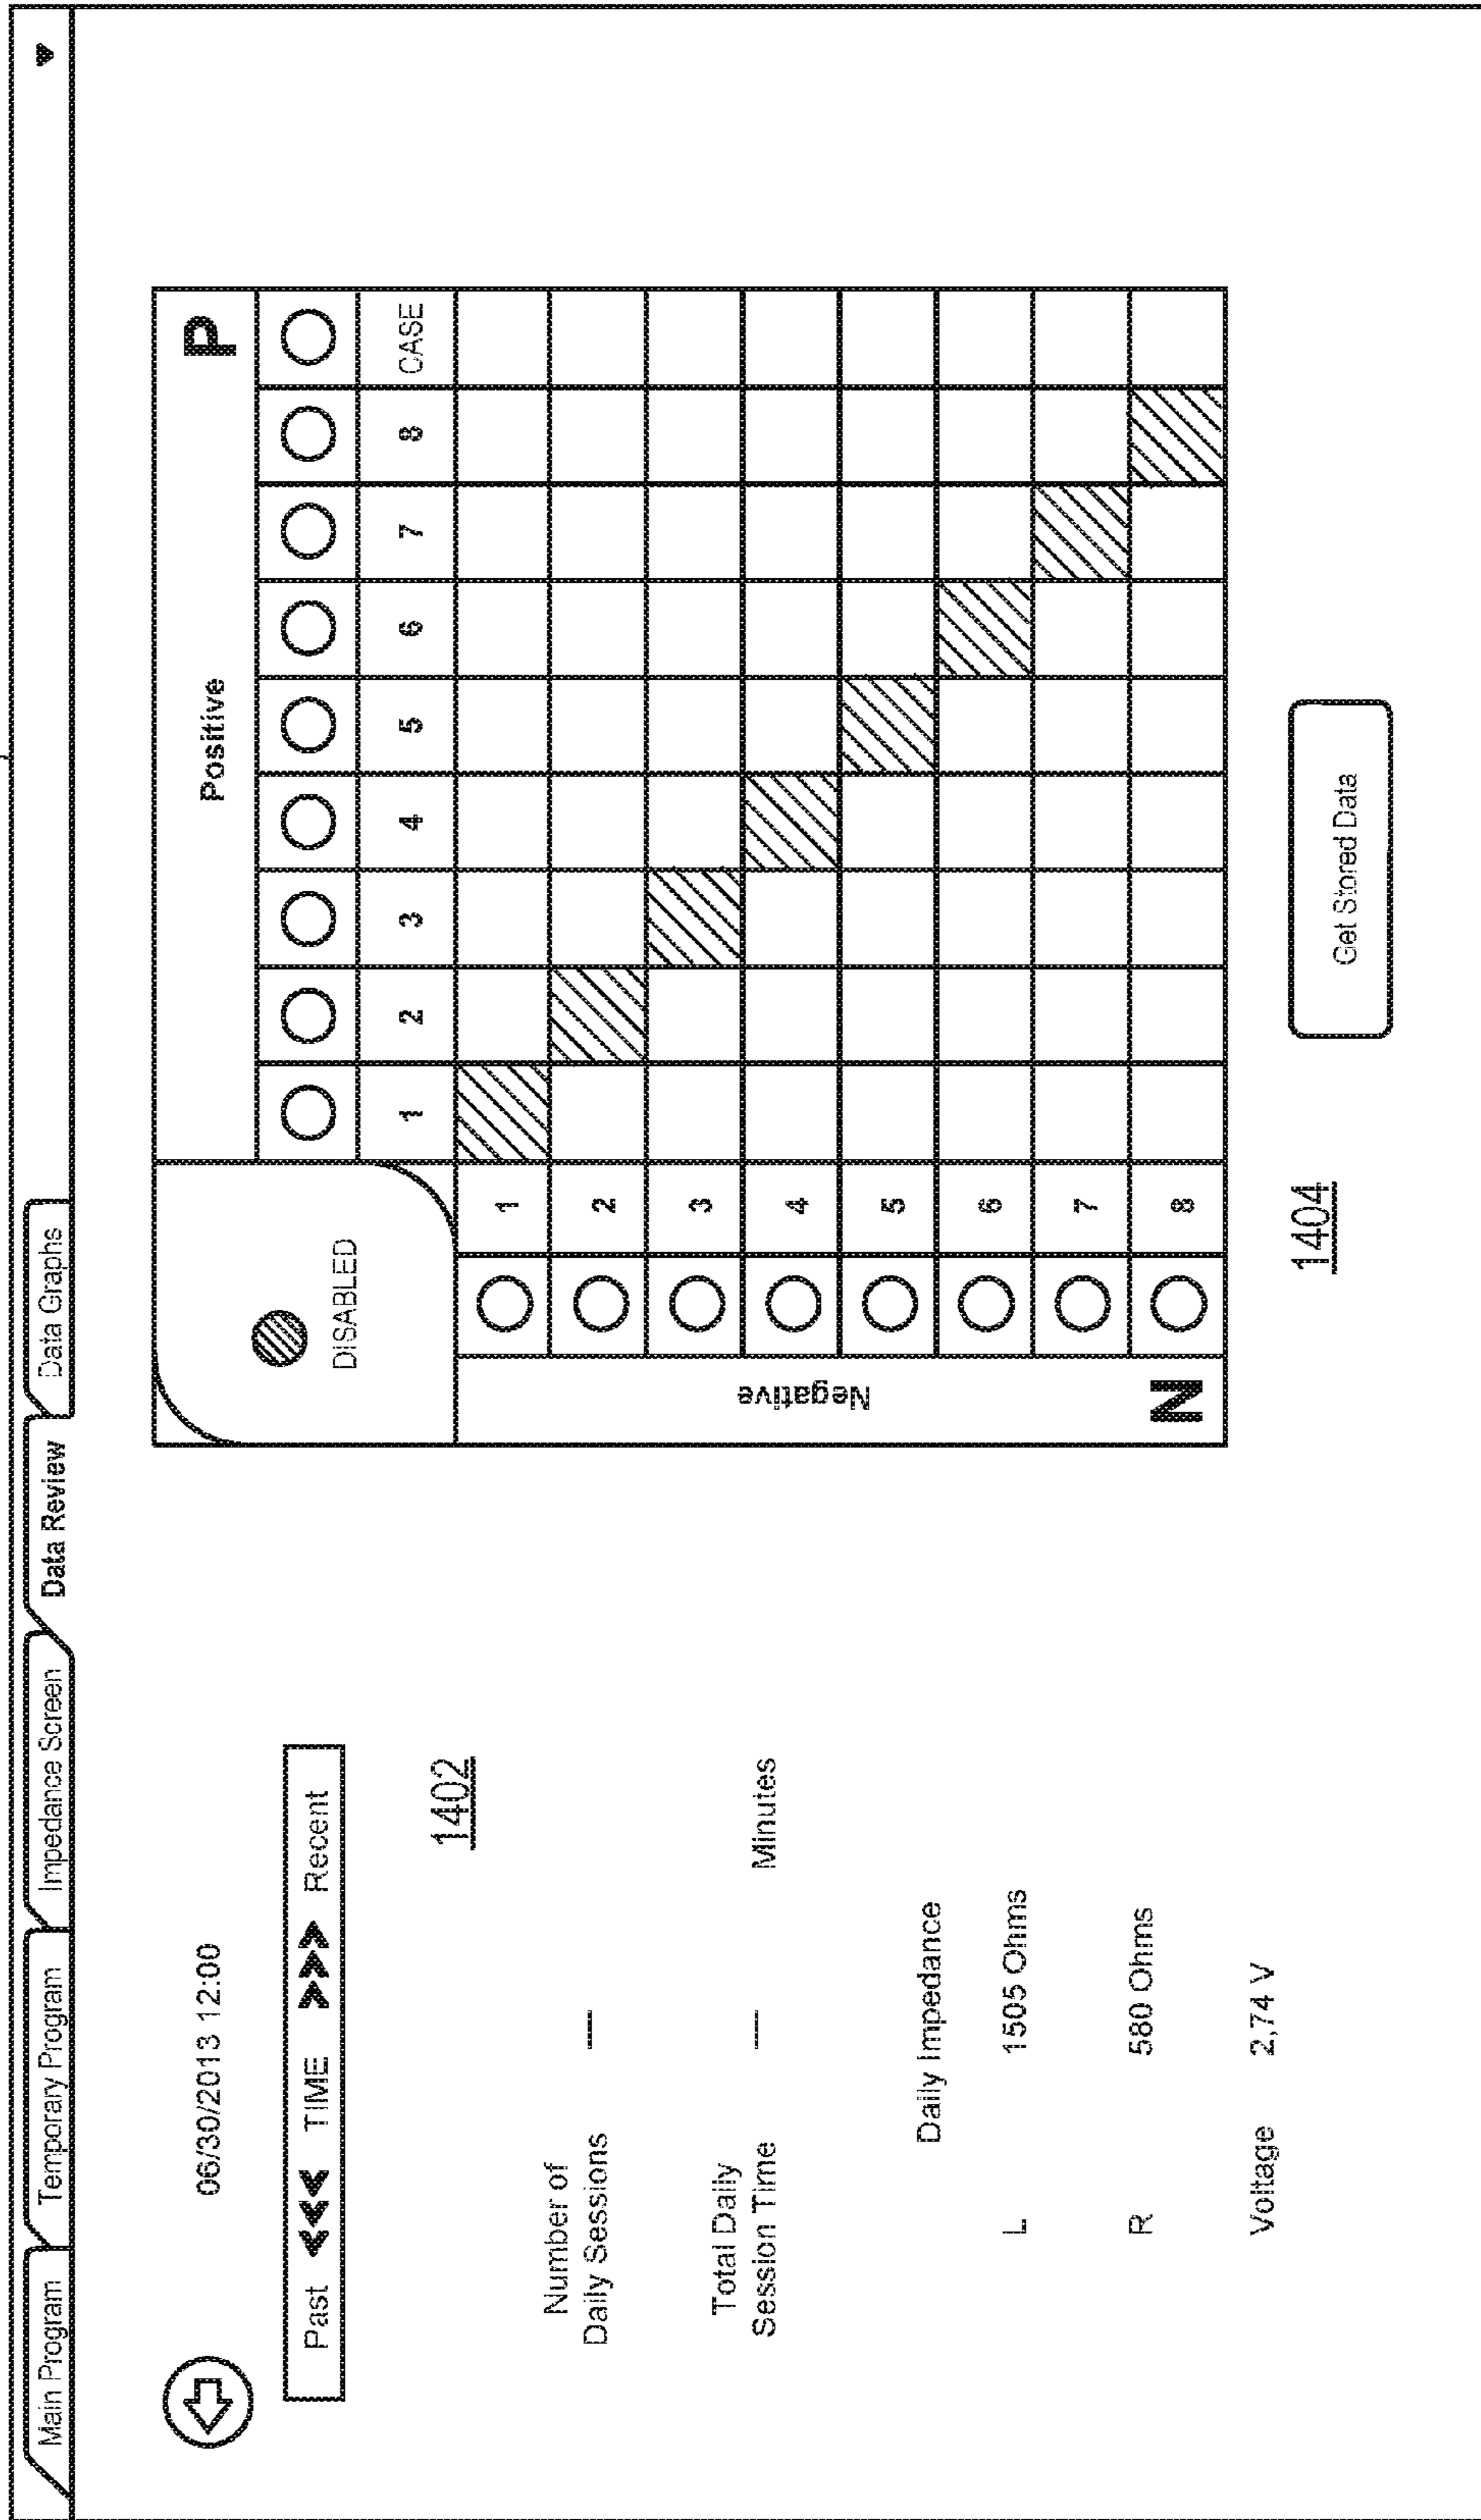 Main Program
Temporary Program
Impedance Screen
Data Review
Data Graphs
06/30/2013 12:00
Past
TIME
Recent
1402
Number of
Daily Sessions —
Total Daily
Session Time — Minutes
Daily Impedance
L 1505 Ohms
R 580 Ohms
Voltage 2,74 V
DISABLED
Positive
P
1 2 3 4 5 6 7 8 CASE
1
2
3
4
5
6
7
8
Negative
N
1404
Get Stored Data